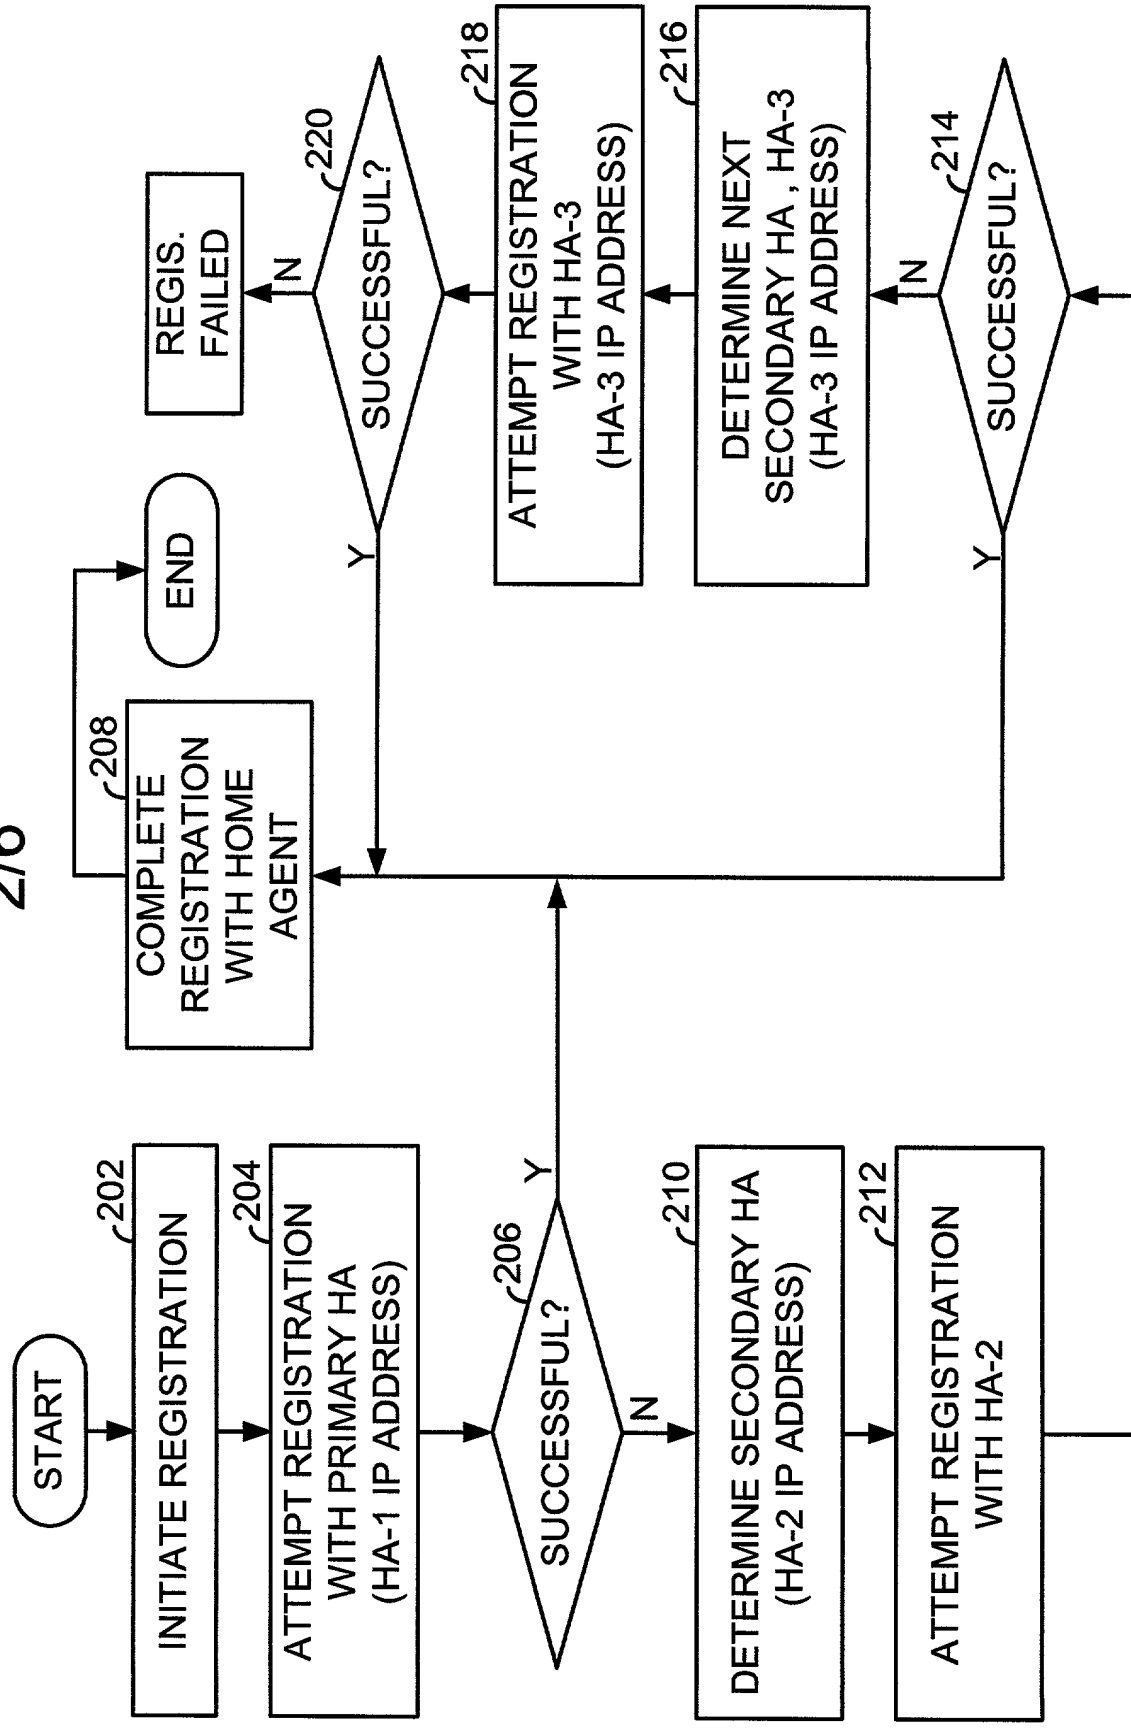 2/6
START
202
INITIATE REGISTRATION
204
ATTEMPT REGISTRATION
WITH PRIMARY HA
(HA-1 IP ADDRESS)
206
SUCCESSFUL?
Y
N
210
DETERMINE SECONDARY HA
(HA-2 IP ADDRESS)
212
ATTEMPT REGISTRATION
WITH HA-2
208
COMPLETE
REGISTRATION
WITH HOME
AGENT
END
REGIS.
FAILED
N
220
SUCCESSFUL?
Y
218
ATTEMPT REGISTRATION
WITH HA-3
(HA-3 IP ADDRESS)
216
DETERMINE NEXT
SECONDARY HA , HA-3
(HA-3 IP ADDRESS)
N
214
SUCCESSFUL?
Y